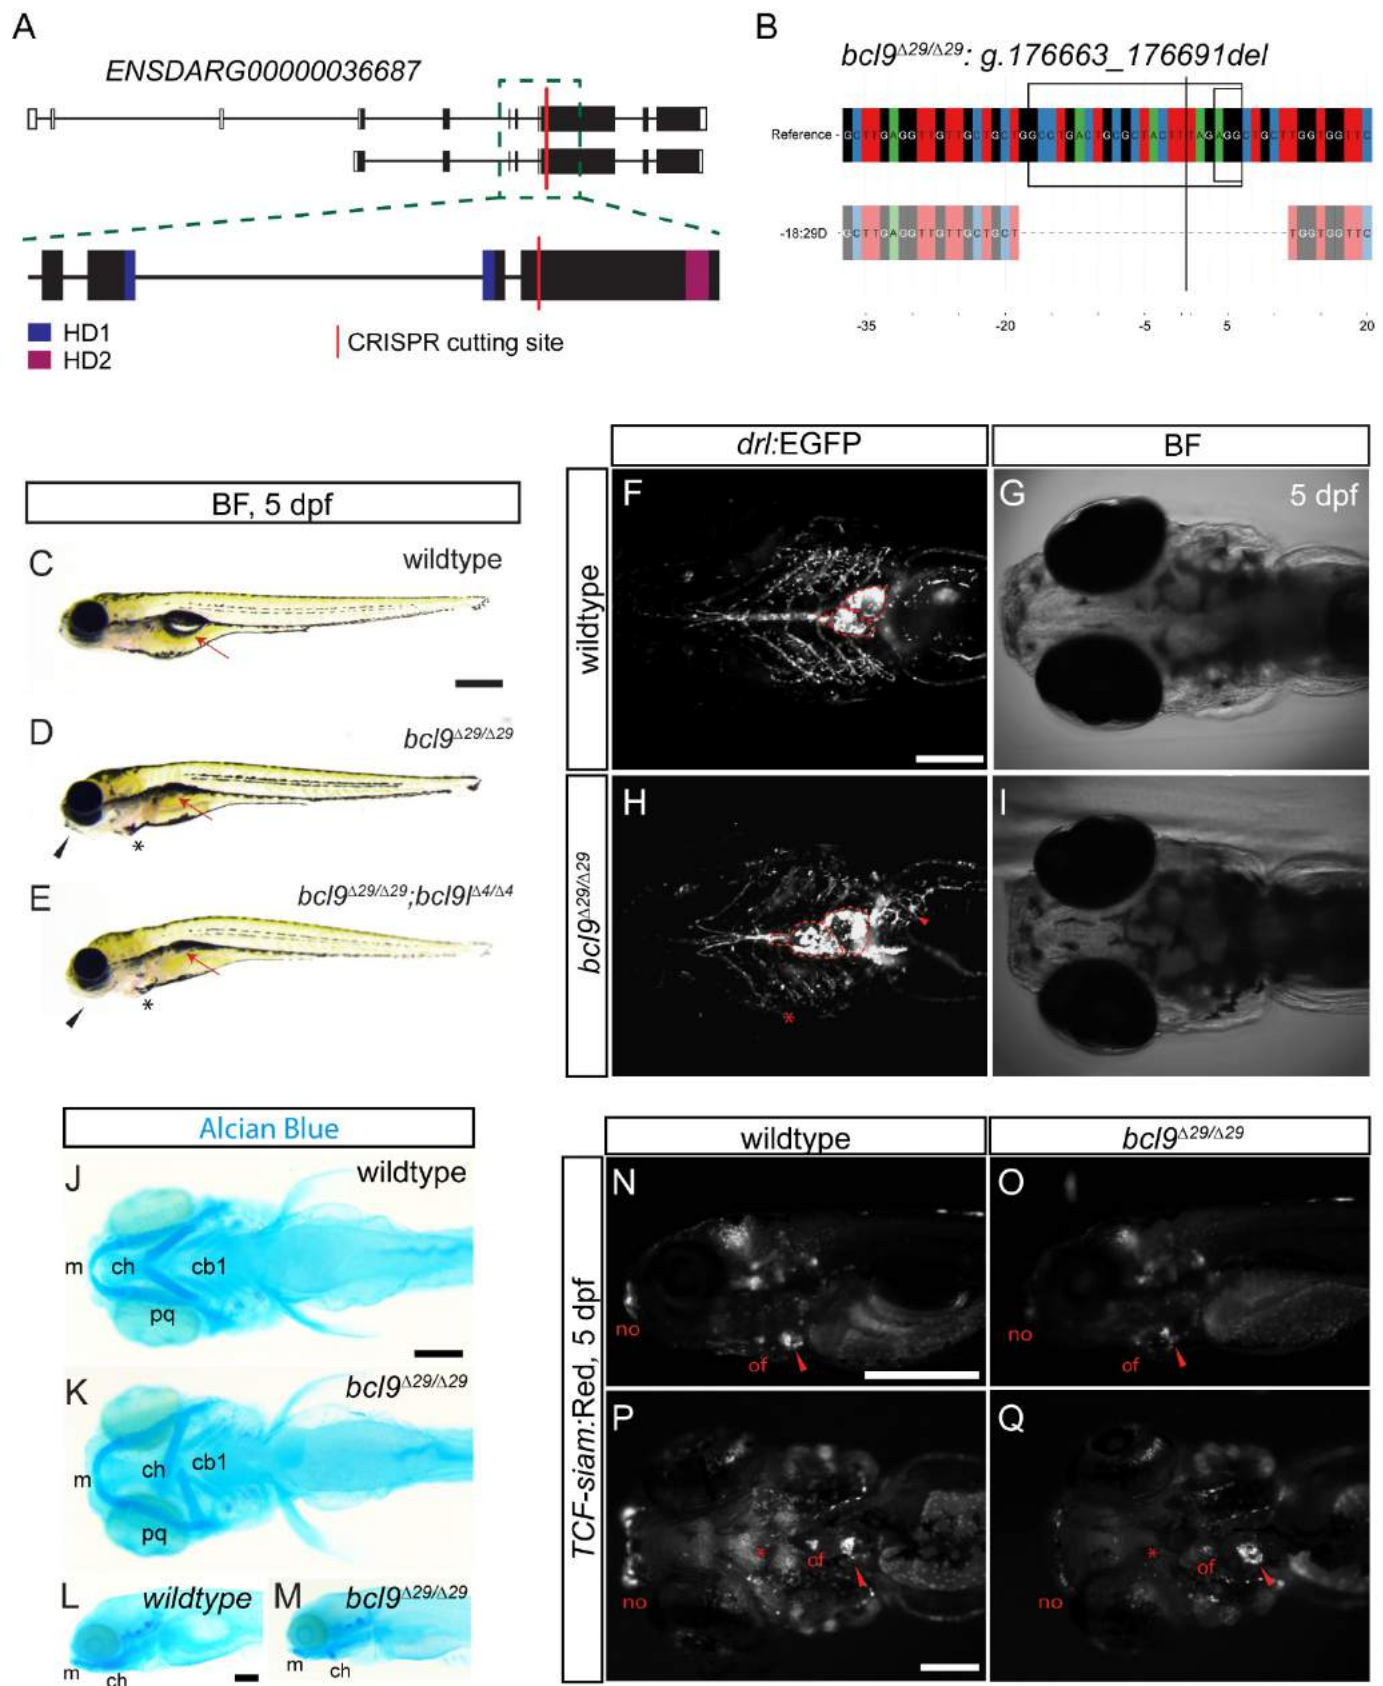 A
ENSDARG00000036687
HD1
HD2
CRISPR cutting site
B
bcl9Δ29/Δ29: g.176663_176691del
Reference
GCTTGAGGTTGTTGCTGCTGGCCTGACTGCGCTACTTTAGAGGCTGCTTGGTGGTTC
-18:29D
GCTTGAGGTTGTTGCTGCT
TGGTGGTTC
-35 -20 -5 5 20
BF, 5 dpf
C
wildtype
D
bcl9Δ29/Δ29
*
E
bcl9Δ29/Δ29;bcl9lΔ4/Δ4
*
drl:EGFP
BF
wildtype
F
G
5 dpf
bcl9Δ29/Δ29
H
*
I
Alcian Blue
J
wildtype
m ch cb1
pq
K
bcl9Δ29/Δ29
m ch cb1
pq
L
wildtype
m
ch
M
bcl9Δ29/Δ29
m
ch
wildtype
bcl9Δ29/Δ29
TCF-siam:Red, 5 dpf
N
no
of
O
no
of
P
*
of
no
Q
*
of
no